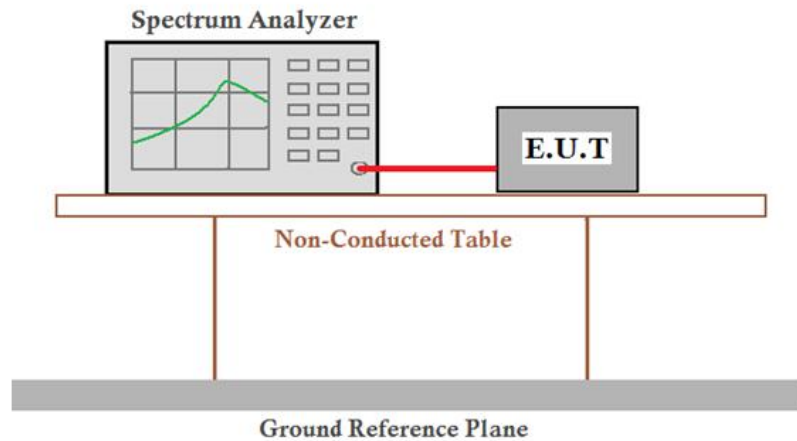 Spectrum Analyzer
E.U.T
Non-Conducted Table
Ground Reference Plane